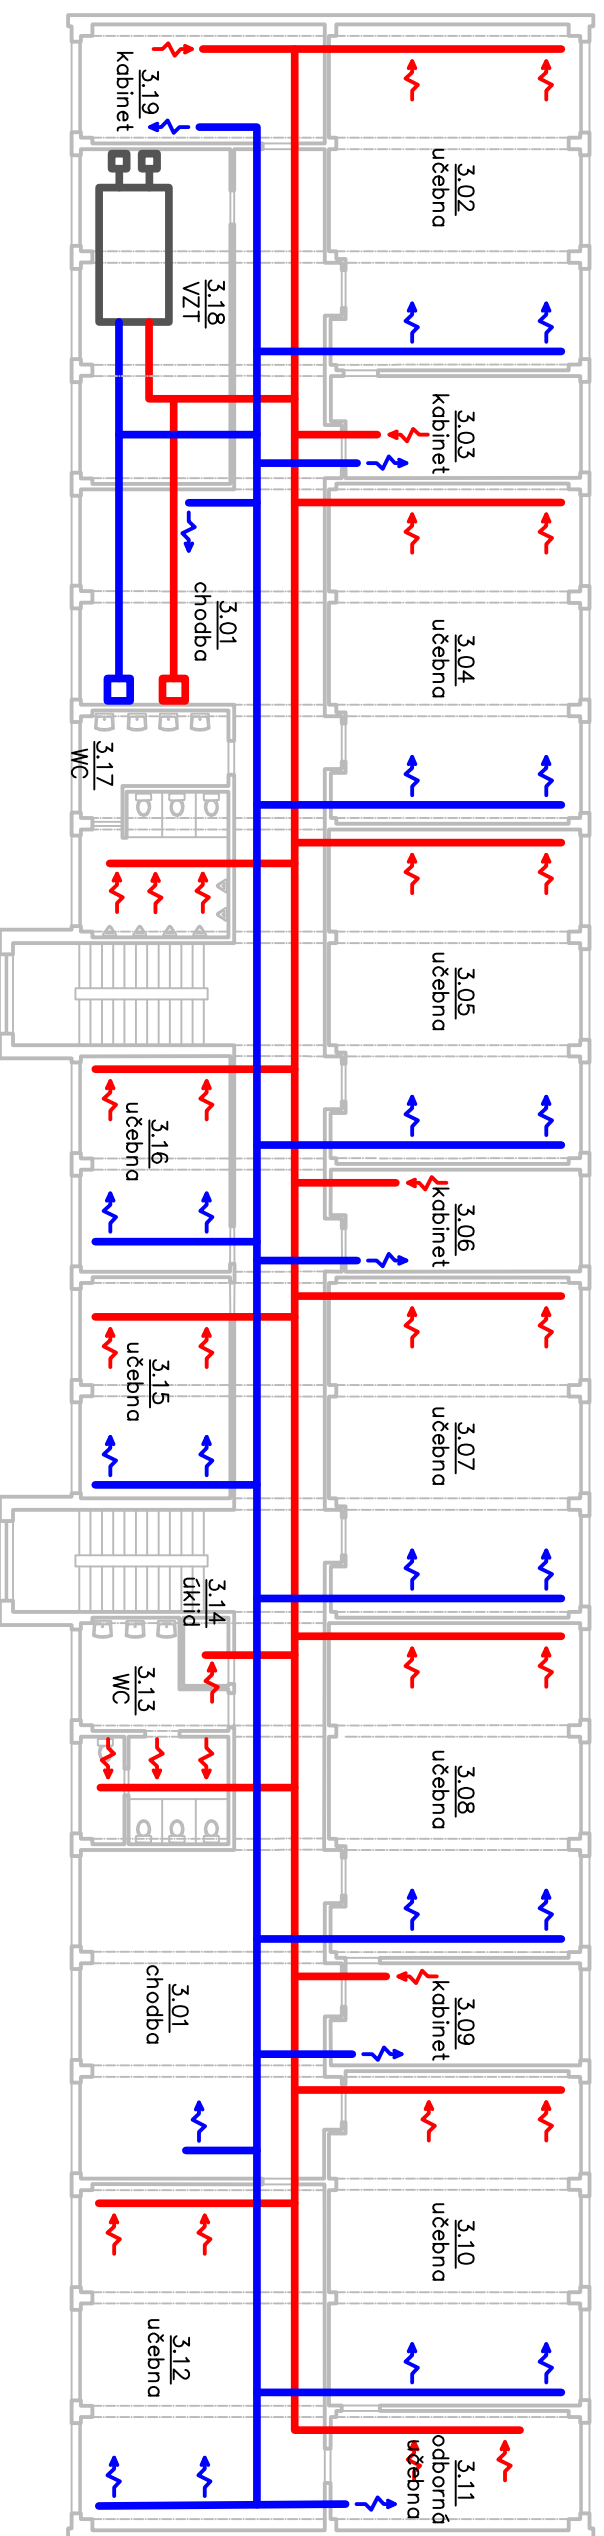 3.19
kabinet
3.02
učebna
3.18
VZT
3.03
kabinet
3.01
chodba
3.04
učebna
3.17
WC
3.05
učebna
3.16
učebna
3.06
kabinet
3.15
učebna
3.07
učebna
3.14
úklid
3.13
WC
3.08
učebna
3.01
chodba
3.09
kabinet
3.10
učebna
3.12
učebna
3.11
odborná
učebna